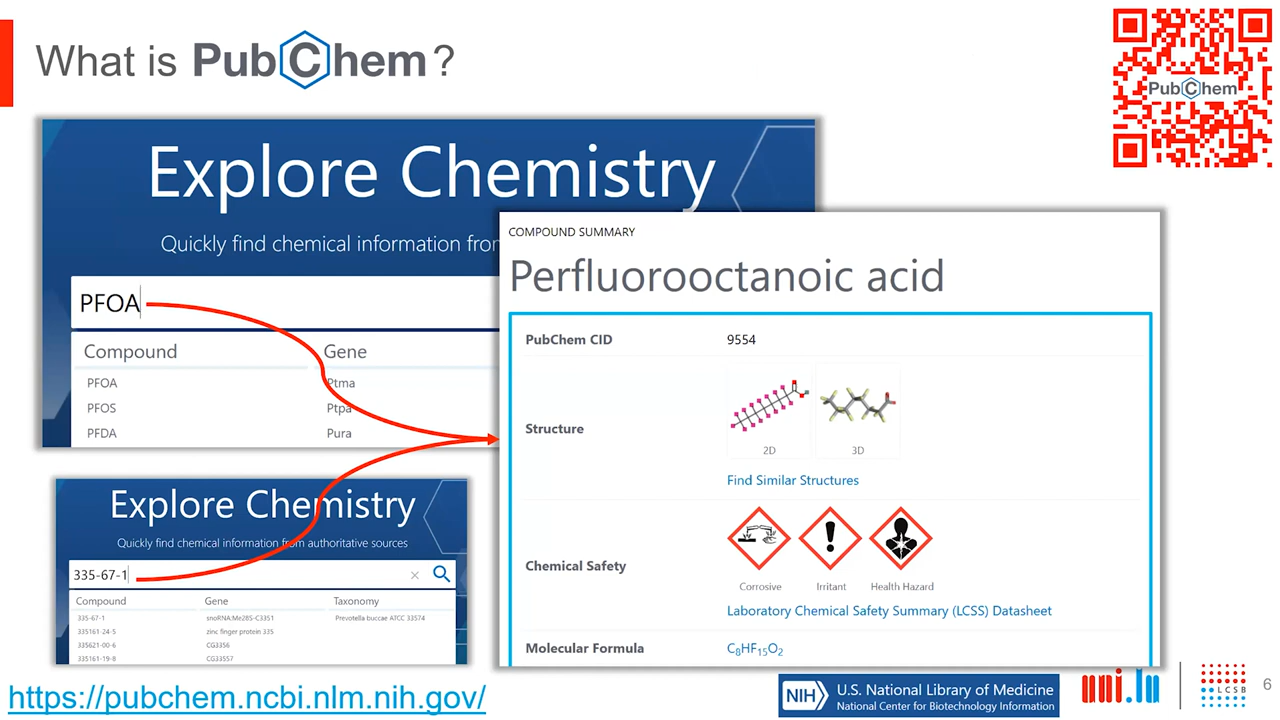 What is PubChem?
PubChem
Explore Chemistry
Quickly find chemical information from
PFOA
Compound Gene
PFOA Ptma
PFOS Ptpa
PFDA Pura
Explore Chemistry
Quickly find chemical information from authoritative sources
335-67-1 ×
Compound Gene Taxonomy
335-67-1 snoRNA:Me28S-C3351 Prevotella buccae ATCC 33574
335161-24-5 zinc finger protein 335
335621-00-6 CG3356
335161-19-8 CG33557
COMPOUND SUMMARY
Perfluorooctanoic acid
PubChem CID 9554
Structure
2D 3D
Find Similar Structures
Chemical Safety
Corrosive Irritant Health Hazard
Laboratory Chemical Safety Summary (LCSS) Datasheet
Molecular Formula C₈HF₁₅O₂
https://pubchem.ncbi.nlm.nih.gov/
NIH U.S. National Library of Medicine
National Center for Biotechnology Information
uni.lu
LCSB
6